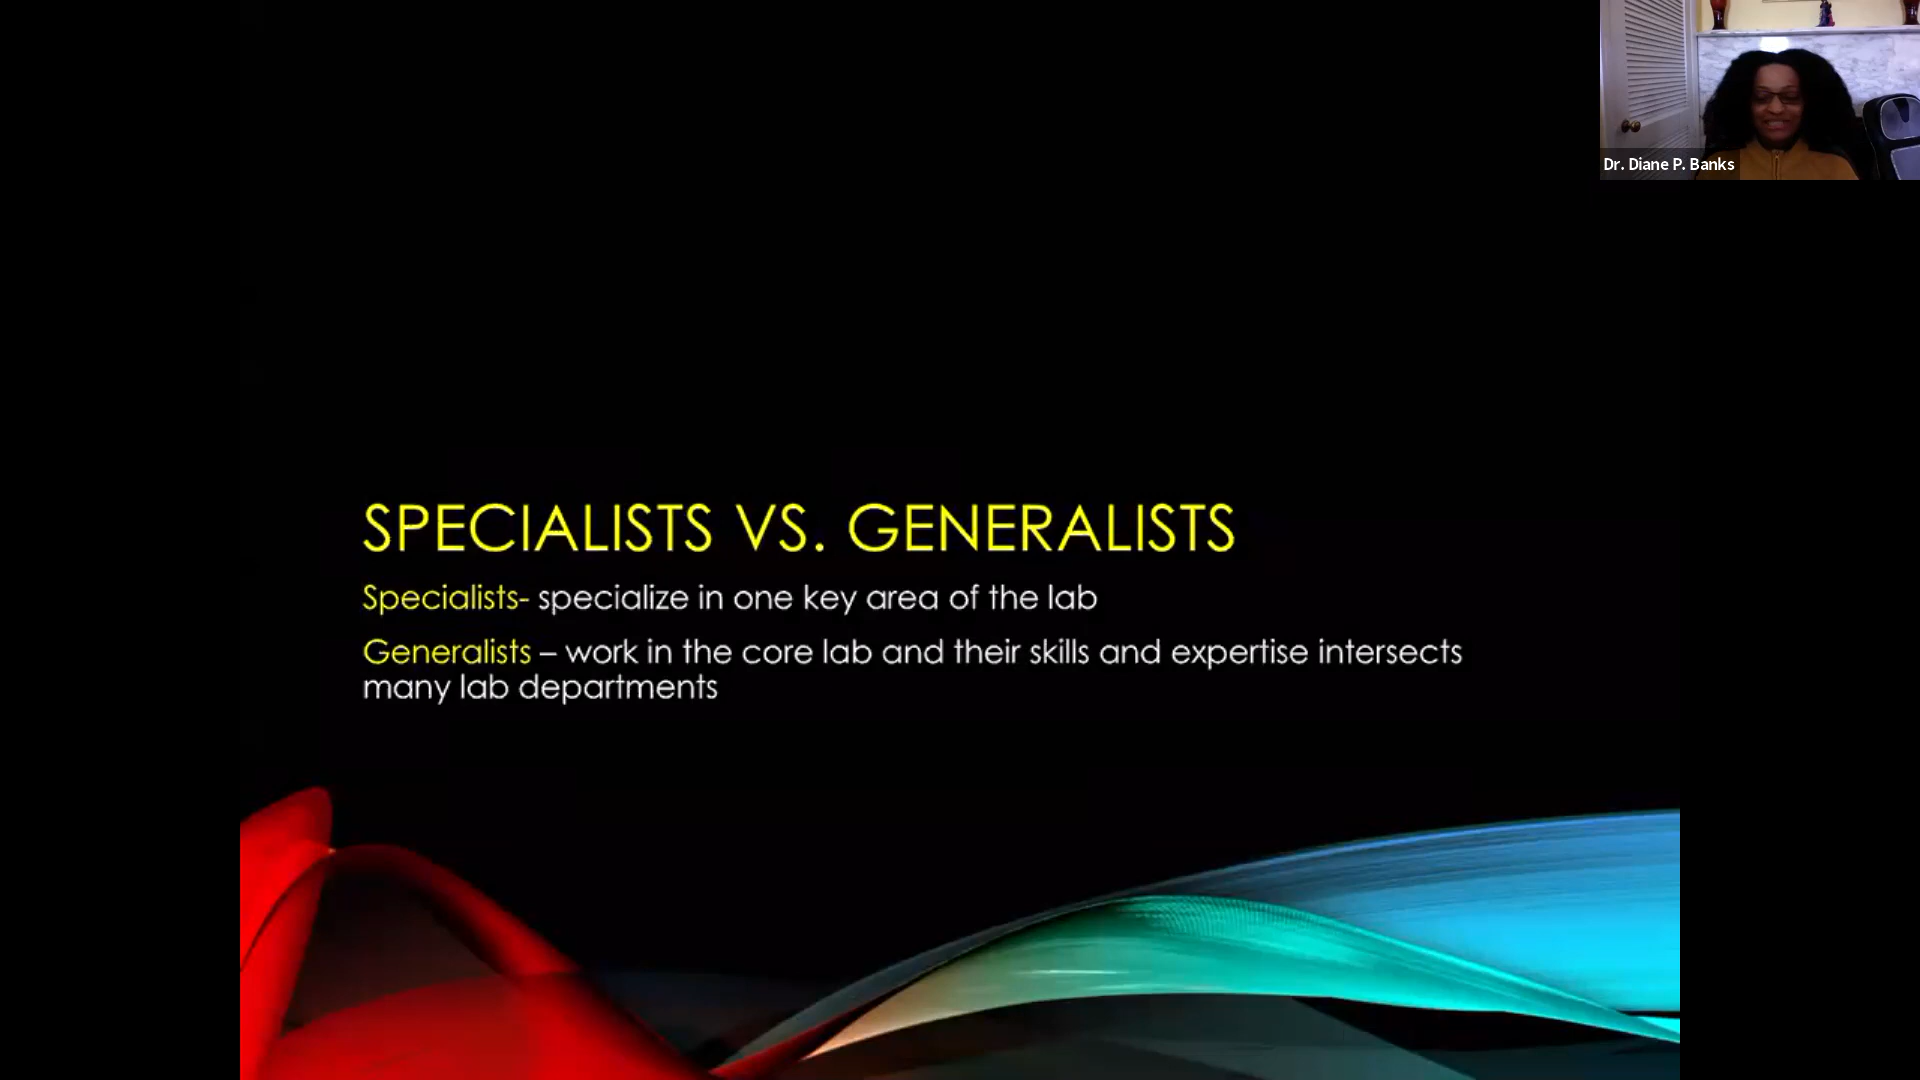 Dr. Diane P. Banks
SPECIALISTS VS. GENERALISTS
Specialists- specialize in one key area of the lab
Generalists – work in the core lab and their skills and expertise intersects
many lab departments